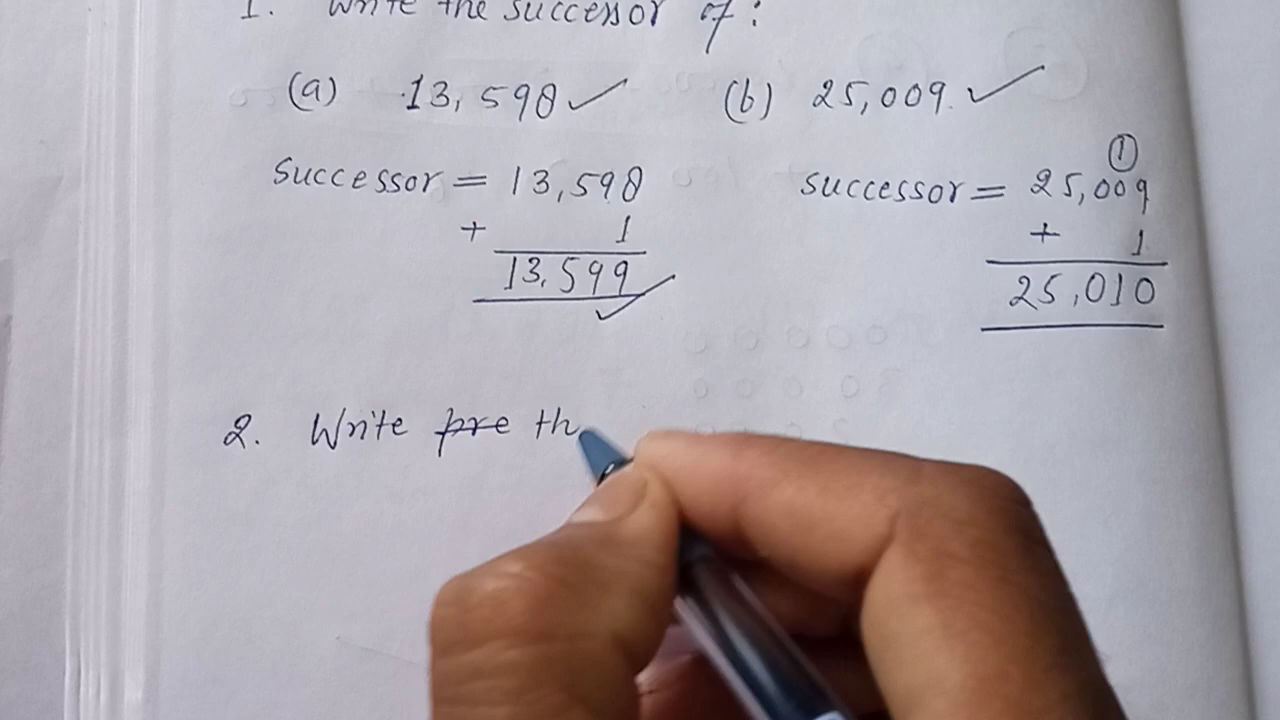 1. Write the successor of :
(a) 13,598 ✓ (b) 25,009. ✓
1
Successor = 13,598 successor = 25,009
+ 1 + 1
13,599 ✓ 25,010
2. Write pre th